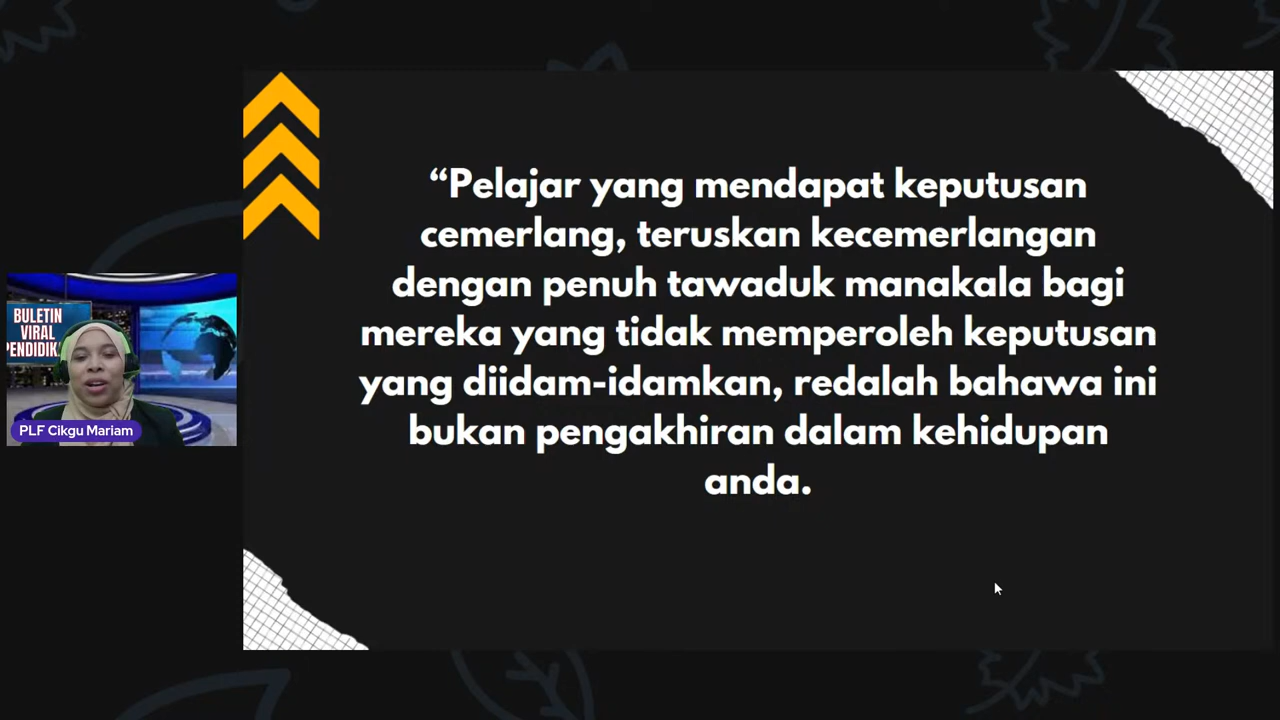 “Pelajar yang mendapat keputusan
cemerlang, teruskan kecemerlangan
dengan penuh tawaduk manakala bagi
mereka yang tidak memperoleh keputusan
yang diidam-idamkan, redalah bahawa ini
bukan pengakhiran dalam kehidupan
anda.
BULETIN
VIRAL
PENDIDIK
PLF Cikgu Mariam